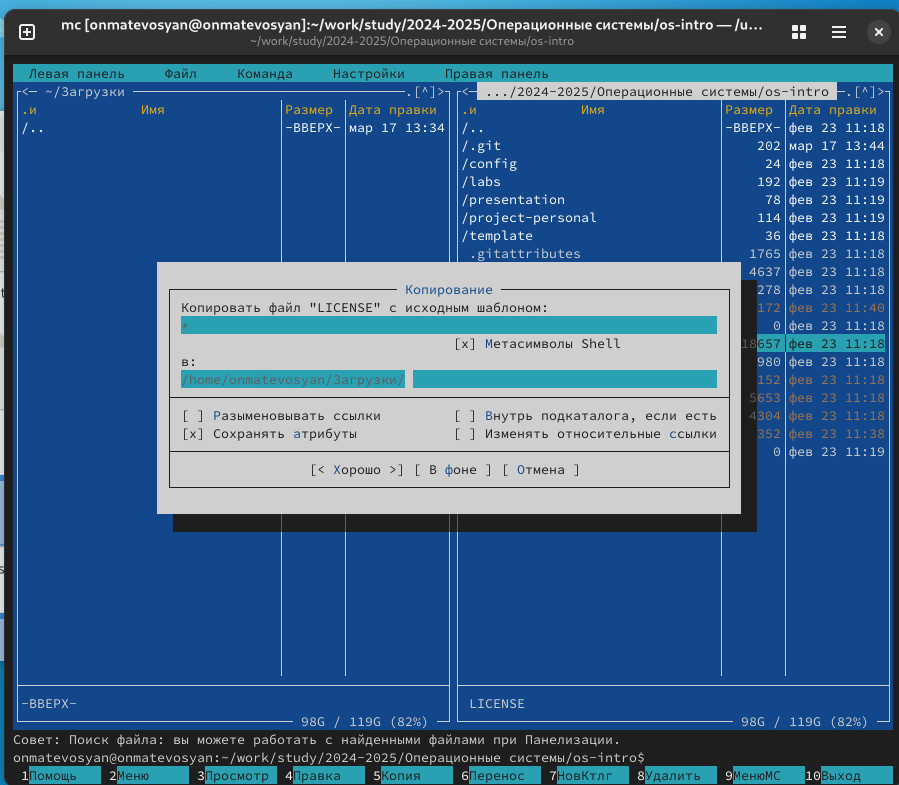 mc [onmatevosyan@onmatevosyan]:~/work/study/2024-2025/Операционные системы/os-intro — /u...
~/work/study/2024-2025/Операционные системы/os-intro
Левая панель Файл Команда Настройки Правая панель
<— ~/Загрузки .[^]>
<— .../2024-2025/Операционные системы/os-intro .[^]>
.и Имя Размер Дата правки
.и Имя Размер Дата правки
/.. -ВВЕРХ- мар 17 13:34
/.. -ВВЕРХ- фев 23 11:18
/.git 202 мар 17 13:44
/config 24 фев 23 11:18
/labs 192 фев 23 11:19
/presentation 78 фев 23 11:19
/project-personal 114 фев 23 11:19
/template 36 фев 23 11:18
.gitattributes 1765 фев 23 11:18
4637 фев 23 11:18
278 фев 23 11:18
172 фев 23 11:40
0 фев 23 11:18
18657 фев 23 11:18
980 фев 23 11:18
152 фев 23 11:18
5653 фев 23 11:18
4304 фев 23 11:18
352 фев 23 11:38
0 фев 23 11:19
Копирование
Копировать файл "LICENSE" с исходным шаблоном:
*
[x] Метасимволы Shell
в:
/home/onmatevosyan/Загрузки/
[ ] Разыменовывать ссылки [ ] Внутрь подкаталога, если есть
[x] Сохранять атрибуты [ ] Изменять относительные ссылки
[< Хорошо >] [ В фоне ] [ Отмена ]
-ВВЕРХ-
LICENSE
98G / 119G (82%)
98G / 119G (82%)
Совет: Поиск файла: вы можете работать с найденными файлами при Панелизации.
onmatevosyan@onmatevosyan:~/work/study/2024-2025/Операционные системы/os-intro$
1Помощь 2Меню 3Просмотр 4Правка 5Копия 6Перенос 7НовКтлг 8Удалить 9МенюМС 10Выход